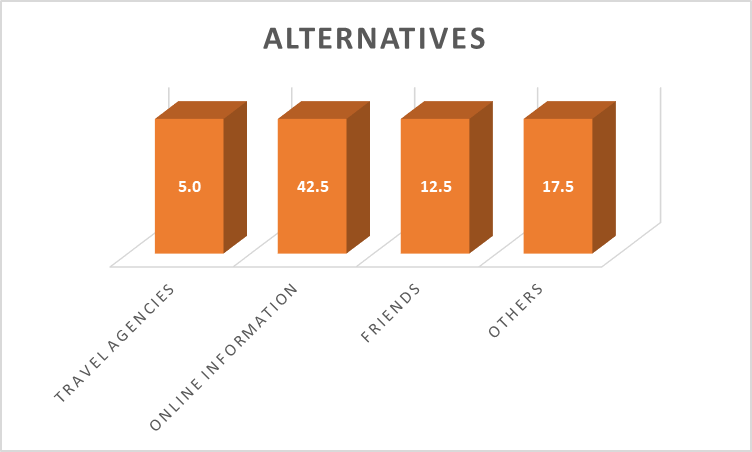 ALTERNATIVES
5.0
42.5
12.5
17.5
TRAVEL AGENCIES
ONLINE INFORMATION
FRIENDS
OTHERS